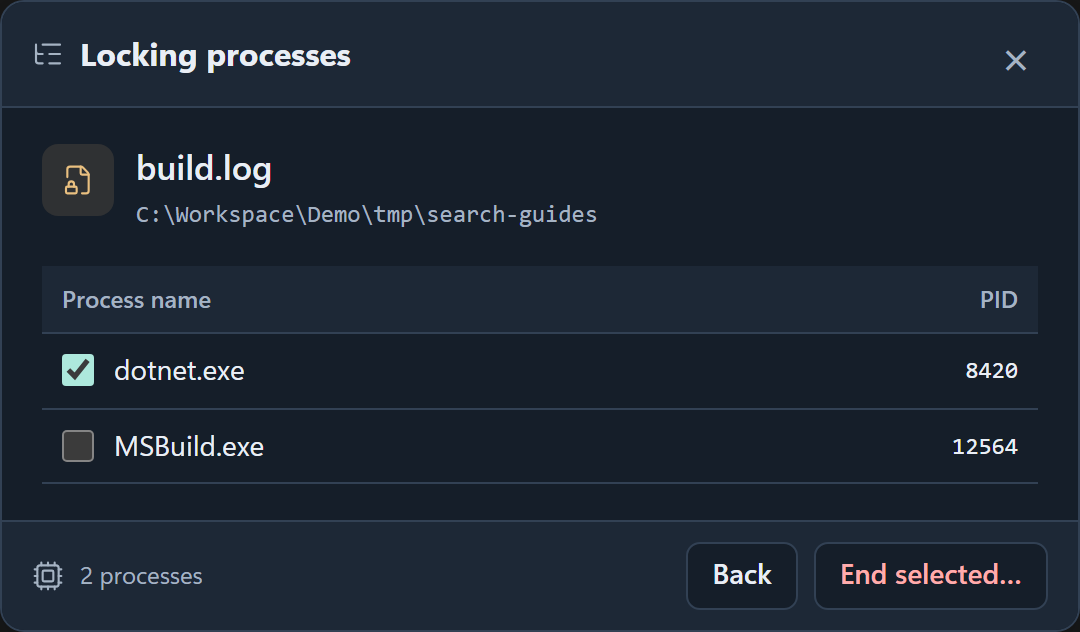 Locking processes
build.log
C:\Workspace\Demo\tmp\search-guides
Process name PID
dotnet.exe 8420
MSBuild.exe 12564
2 processes Back End selected...